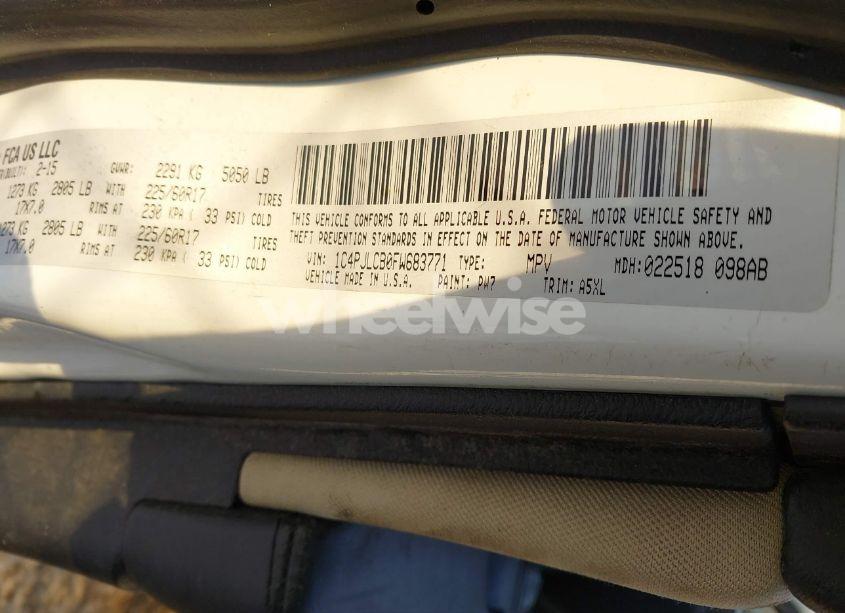 FCA US LLC
BUILT: 2-15 GVWR: 2291 KG 5050 LB
1273 KG 2805 LB WITH 225/60R17 TIRES
17X7.0 RIMS AT 230 KPA ( 33 PSI) COLD
1273 KG 2805 LB WITH 225/60R17 TIRES
17X7.0 RIMS AT 230 KPA ( 33 PSI) COLD
THIS VEHICLE CONFORMS TO ALL APPLICABLE U.S.A. FEDERAL MOTOR VEHICLE SAFETY AND
THEFT PREVENTION STANDARDS IN EFFECT ON THE DATE OF MANUFACTURE SHOWN ABOVE.
VIN: 1C4PJLCB0FW683771 TYPE: MPV MDH:022518 098AB
VEHICLE MADE IN U.S.A. PAINT: PW7 TRIM: A5XL
wheelwise